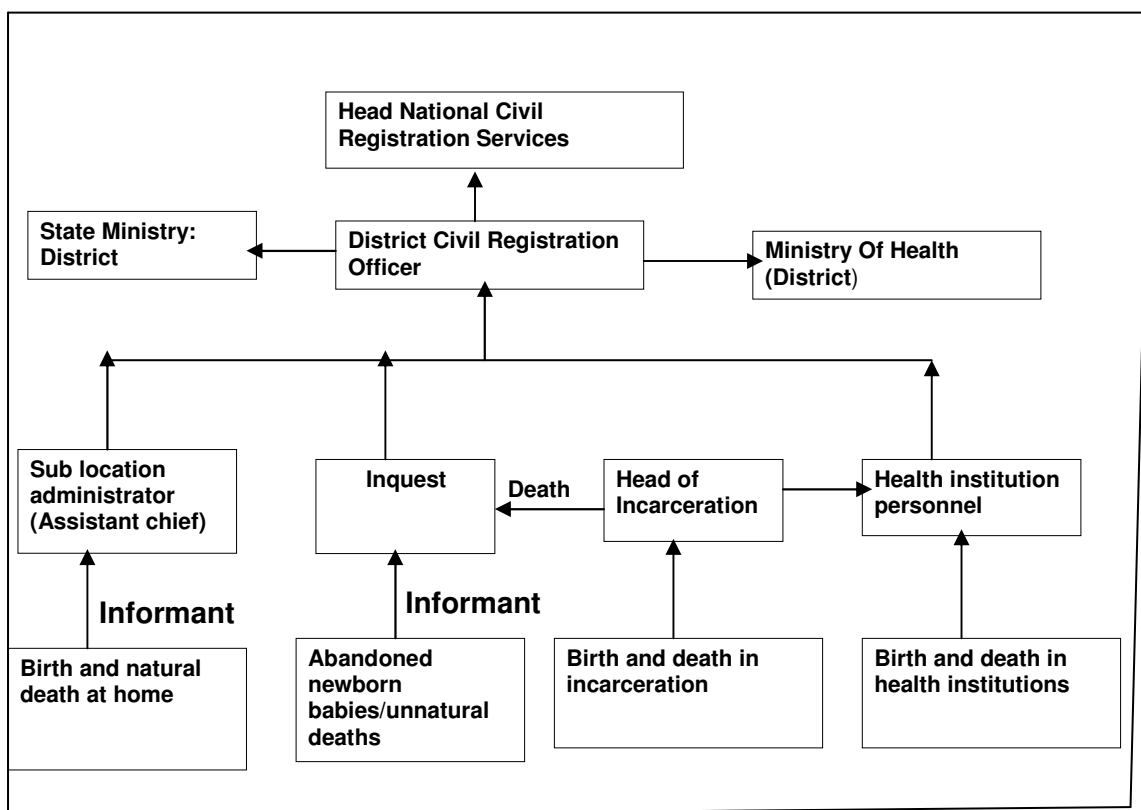 Head National Civil
Registration Services
State Ministry:
District
District Civil Registration
Officer
Ministry Of Health
(District)
Sub location
administrator
(Assistant chief)
Inquest
Death
Head of
Incarceration
Health institution
personnel
Informant
Informant
Birth and natural
death at home
Abandoned
newborn
babies/unnatural
deaths
Birth and death in
incarceration
Birth and death in
health institutions